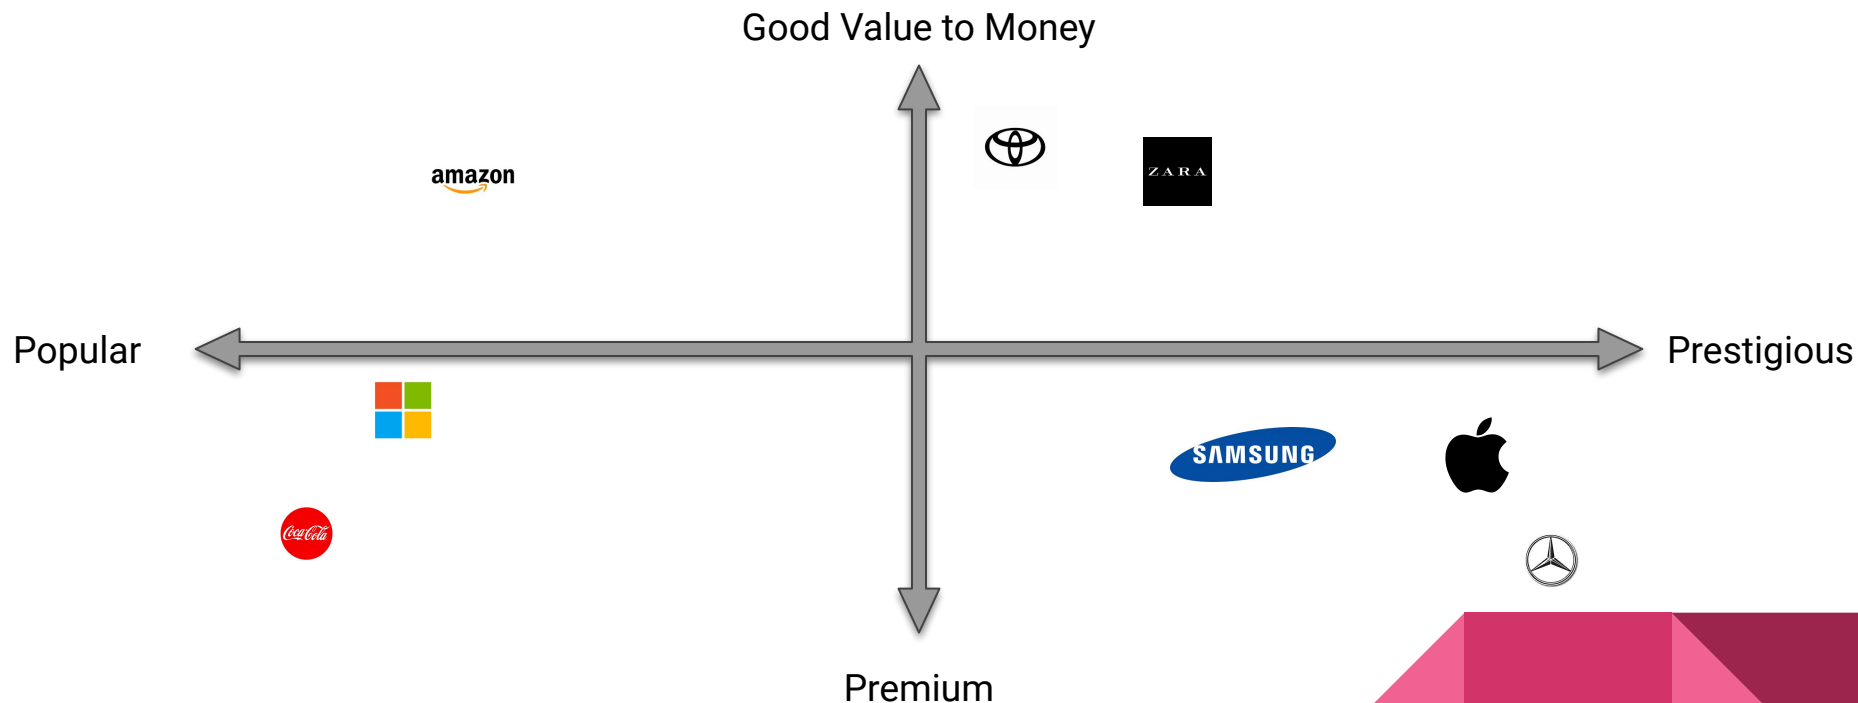 Good Value to Money
amazon
ZARA
Popular
Prestigious
SAMSUNG
Coca-Cola
Premium